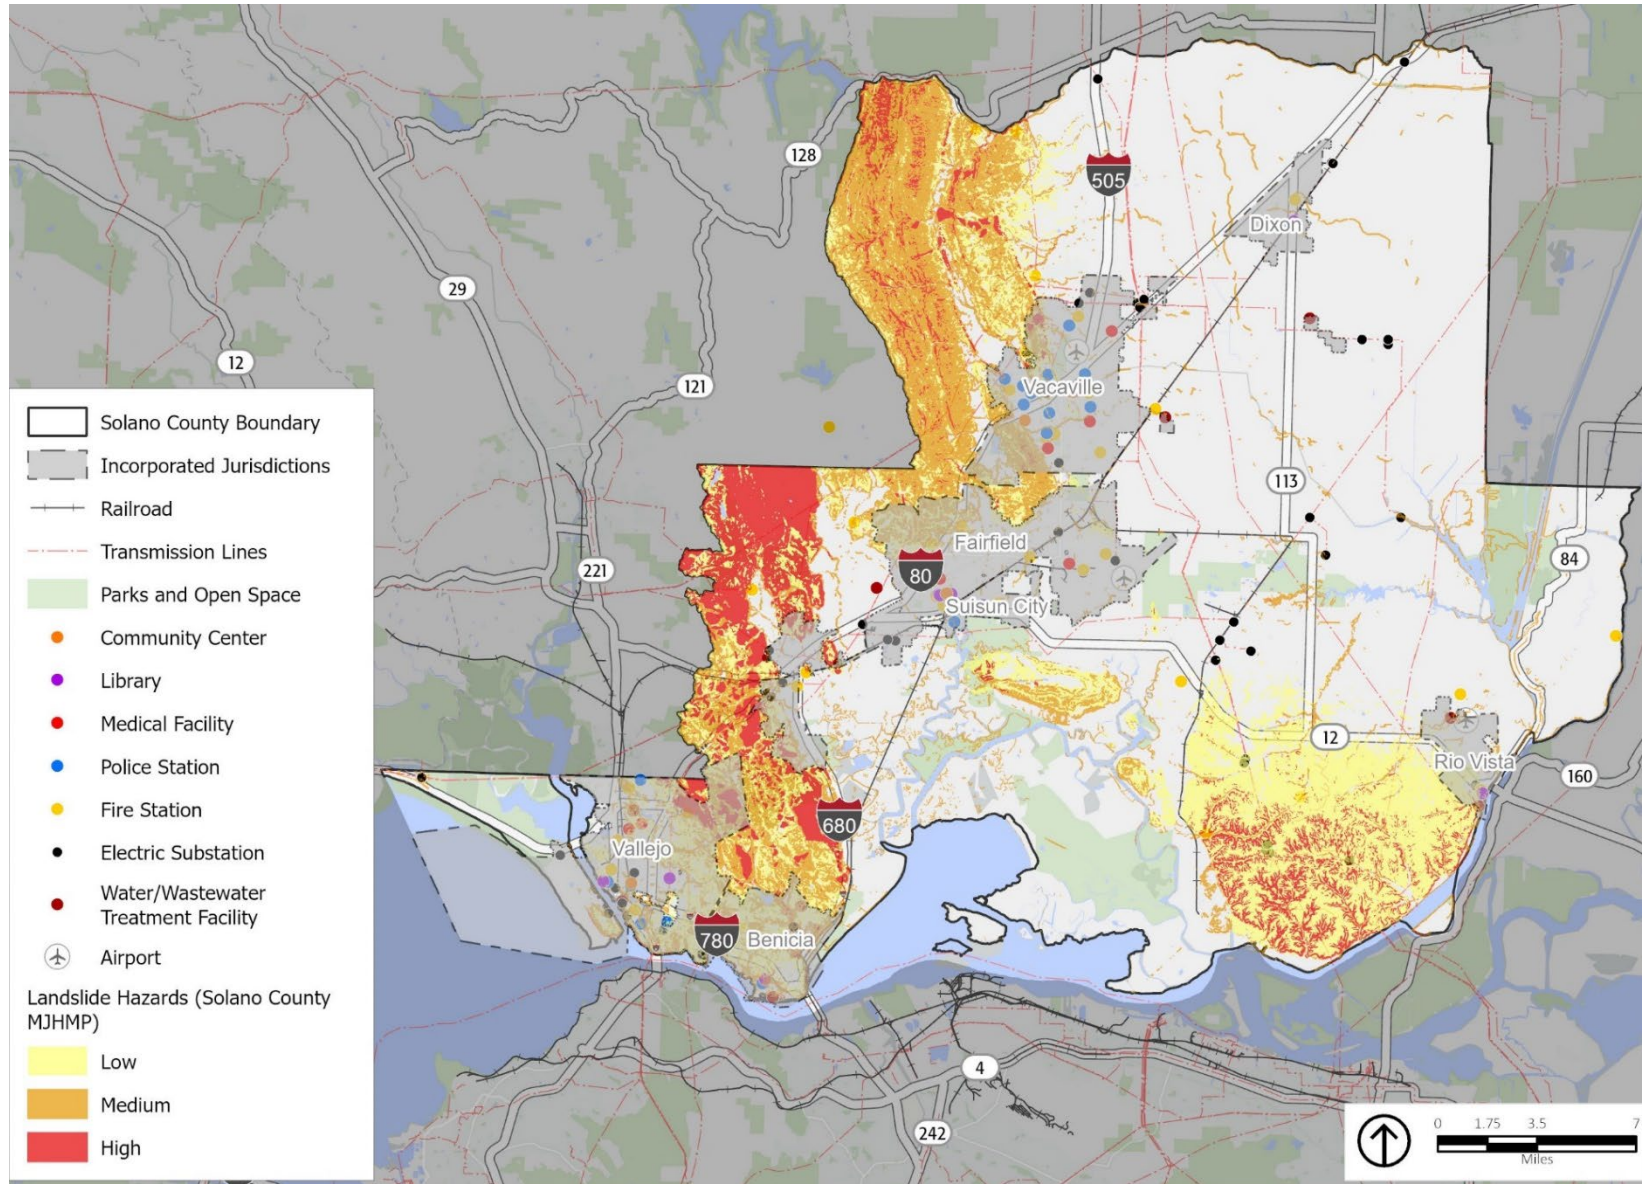 128
505
Dixon
29
12
121
Vacaville
113
Fairfield
80
84
221
Suisun City
12
Rio Vista
160
680
Vallejo
780
Benicia
4
242
Solano County Boundary
Incorporated Jurisdictions
Railroad
Transmission Lines
Parks and Open Space
Community Center
Library
Medical Facility
Police Station
Fire Station
Electric Substation
Water/Wastewater
Treatment Facility
Airport
Landslide Hazards (Solano County
MJHMP)
Low
Medium
High
0 1.75 3.5 7
Miles